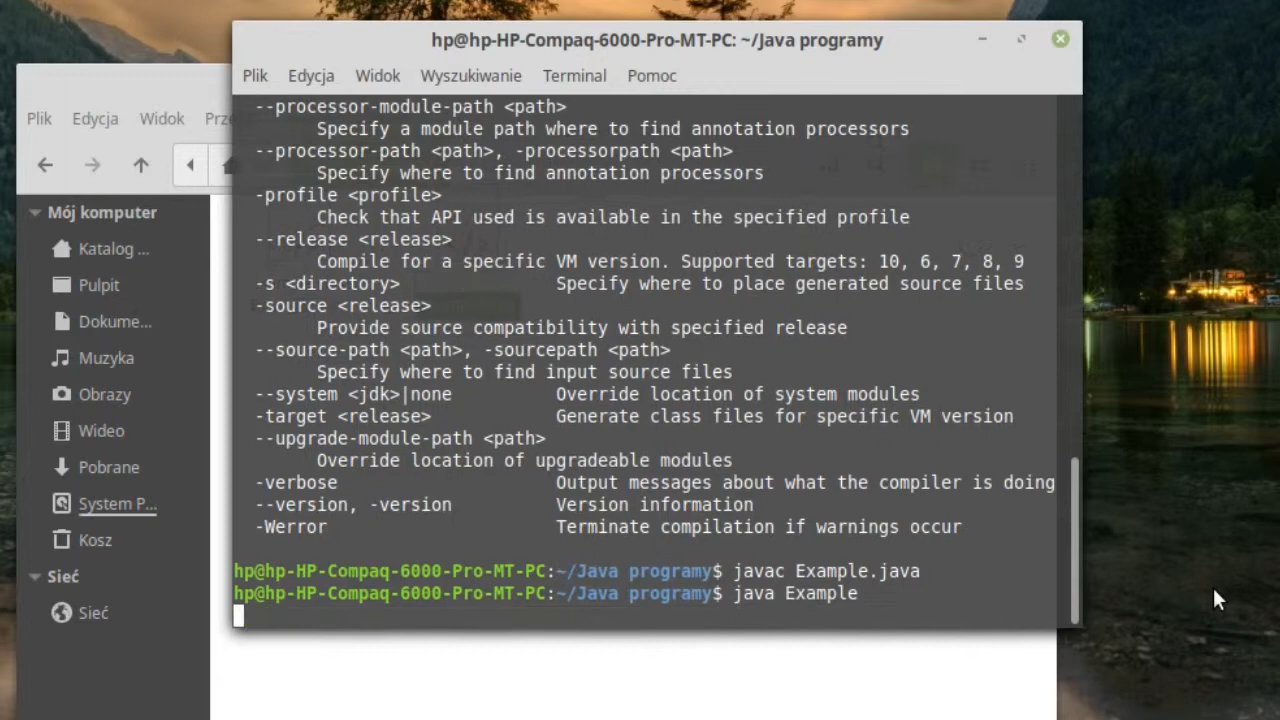 hp@hp-HP-Compaq-6000-Pro-MT-PC: ~/Java programy
Plik Edycja Widok Wyszukiwanie Terminal Pomoc
Plik Edycja Widok
Mój komputer
Katalog ...
Pulpit
Dokume...
Muzyka
Obrazy
Wideo
Pobrane
System P...
Kosz
Sieć
Sieć
--processor-module-path <path>
Specify a module path where to find annotation processors
--processor-path <path>, -processorpath <path>
Specify where to find annotation processors
-profile <profile>
Check that API used is available in the specified profile
--release <release>
Compile for a specific VM version. Supported targets: 10, 6, 7, 8, 9
-s <directory> Specify where to place generated source files
-source <release>
Provide source compatibility with specified release
--source-path <path>, -sourcepath <path>
Specify where to find input source files
--system <jdk>|none Override location of system modules
-target <release> Generate class files for specific VM version
--upgrade-module-path <path>
Override location of upgradeable modules
-verbose Output messages about what the compiler is doing
--version, -version Version information
-Werror Terminate compilation if warnings occur
hp@hp-HP-Compaq-6000-Pro-MT-PC:~/Java programy$ javac Example.java
hp@hp-HP-Compaq-6000-Pro-MT-PC:~/Java programy$ java Example